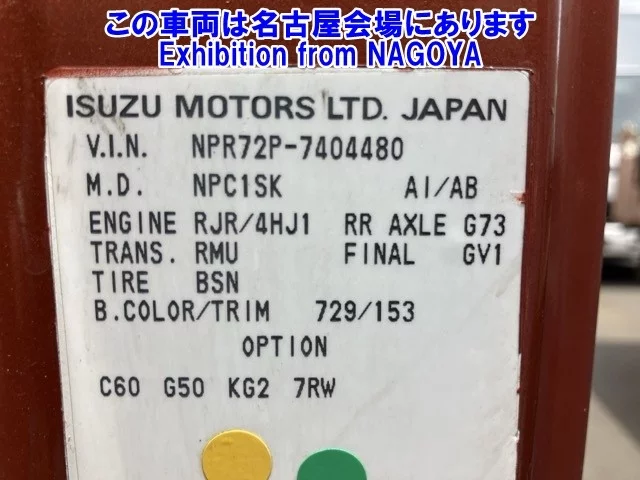 この車両は名古屋会場にあります
Exhibition from NAGOYA
ISUZU MOTORS LTD. JAPAN
V.I.N. NPR72P-7404480
M.D. NPC1SK AI/AB
ENGINE RJR/4HJ1 RR AXLE G73
TRANS. RMU FINAL GV1
TIRE BSN
B.COLOR/TRIM 729/153
OPTION
C60 G50 KG2 7RW